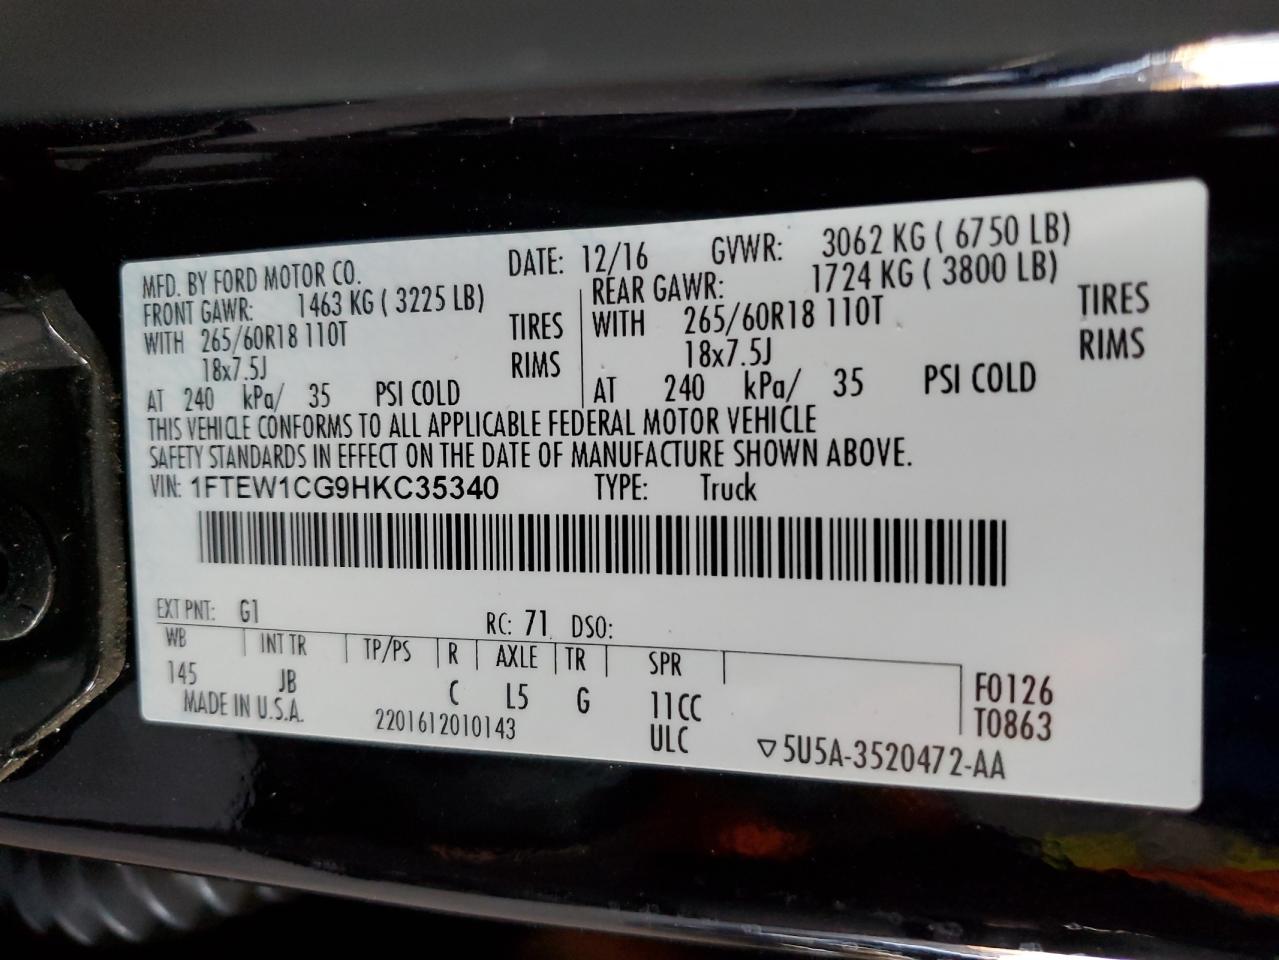 MFD. BY FORD MOTOR CO. DATE: 12/16 GVWR: 3062 KG ( 6750 LB)
FRONT GAWR: 1463 KG ( 3225 LB) REAR GAWR: 1724 KG ( 3800 LB)
WITH 265/60R18 110T TIRES WITH 265/60R18 110T TIRES
18x7.5J RIMS 18x7.5J RIMS
AT 240 kPa/ 35 PSI COLD AT 240 kPa/ 35 PSI COLD
THIS VEHICLE CONFORMS TO ALL APPLICABLE FEDERAL MOTOR VEHICLE
SAFETY STANDARDS IN EFFECT ON THE DATE OF MANUFACTURE SHOWN ABOVE.
VIN: 1FTEW1CG9HKC35340 TYPE: Truck
EXT PNT: G1 RC: 71 DSO:
WB INT TR TP/PS R AXLE TR SPR
145 JB C L5 G 11CC F0126
MADE IN U.S.A. 2201612010143 ULC T0863
▽5U5A-3520472-AA